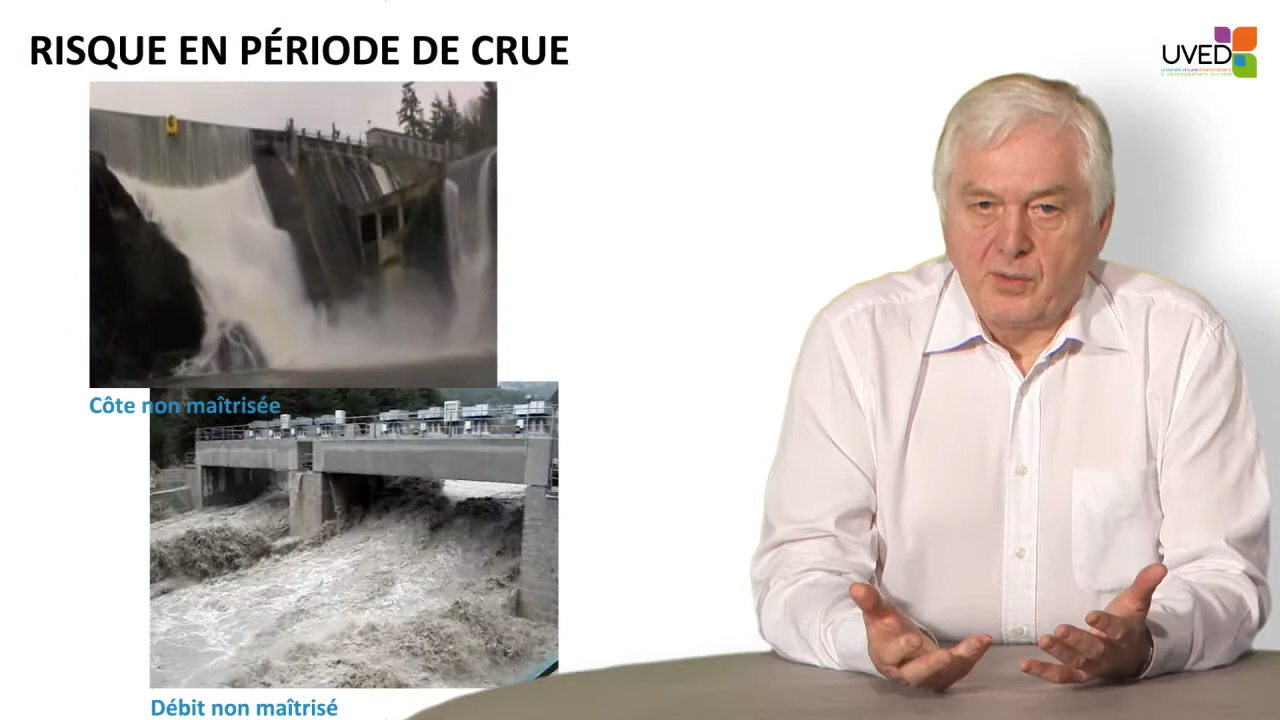 RISQUE EN PÉRIODE DE CRUE
UVED
Côte non maîtrisée
Débit non maîtrisé